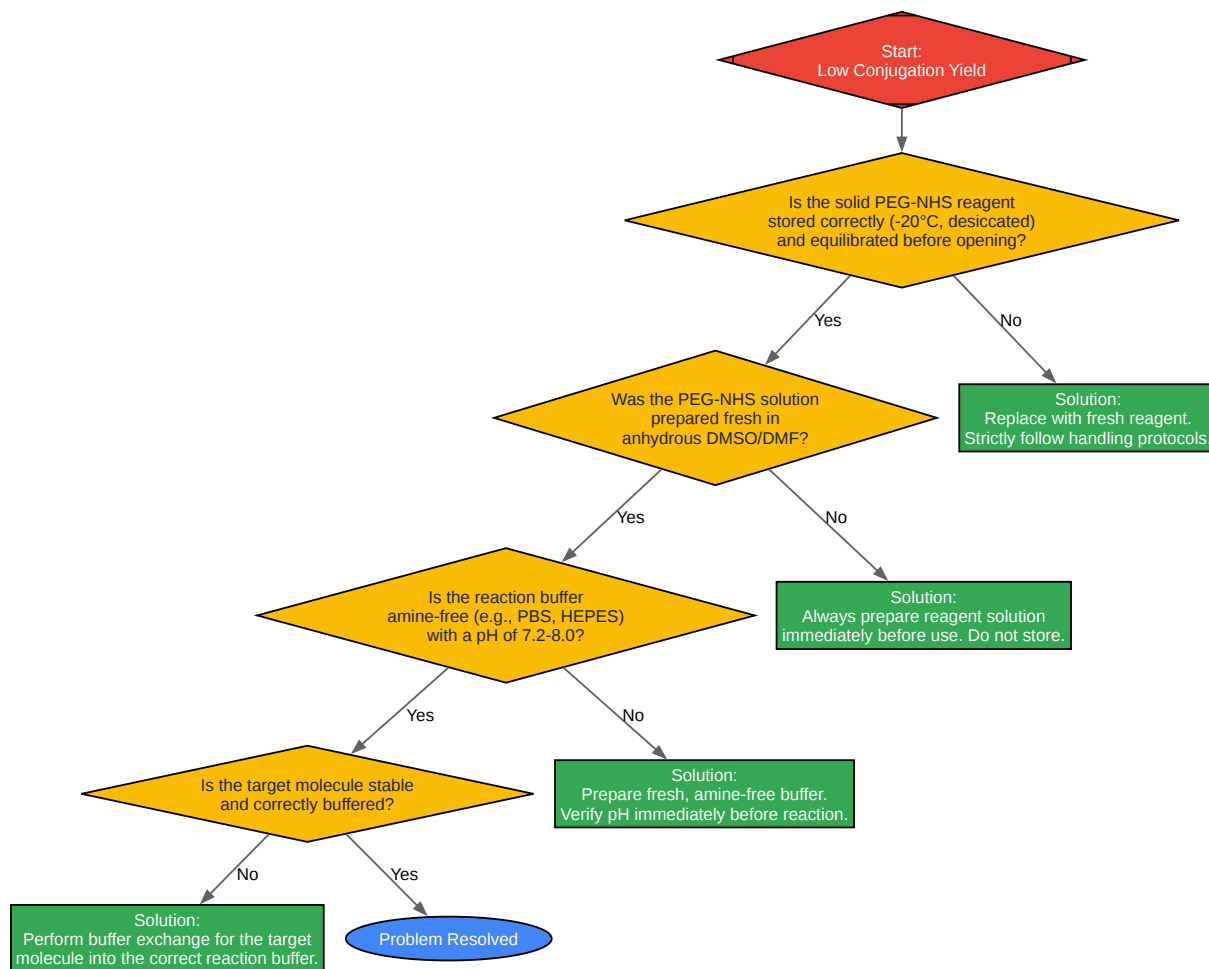 Start:
Low Conjugation Yield
Is the solid PEG-NHS reagent
stored correctly (-20°C, desiccated)
and equilibrated before opening?
Yes
No
Was the PEG-NHS solution
prepared fresh in
anhydrous DMSO/DMF?
Solution:
Replace with fresh reagent.
Strictly follow handling protocols.
Yes
No
Is the reaction buffer
amine-free (e.g., PBS, HEPES)
with a pH of 7.2-8.0?
Solution:
Always prepare reagent solution
immediately before use. Do not store.
Yes
No
Is the target molecule stable
and correctly buffered?
Solution:
Prepare fresh, amine-free buffer.
Verify pH immediately before reaction.
No
Yes
Solution:
Perform buffer exchange for the target
molecule into the correct reaction buffer.
Problem Resolved